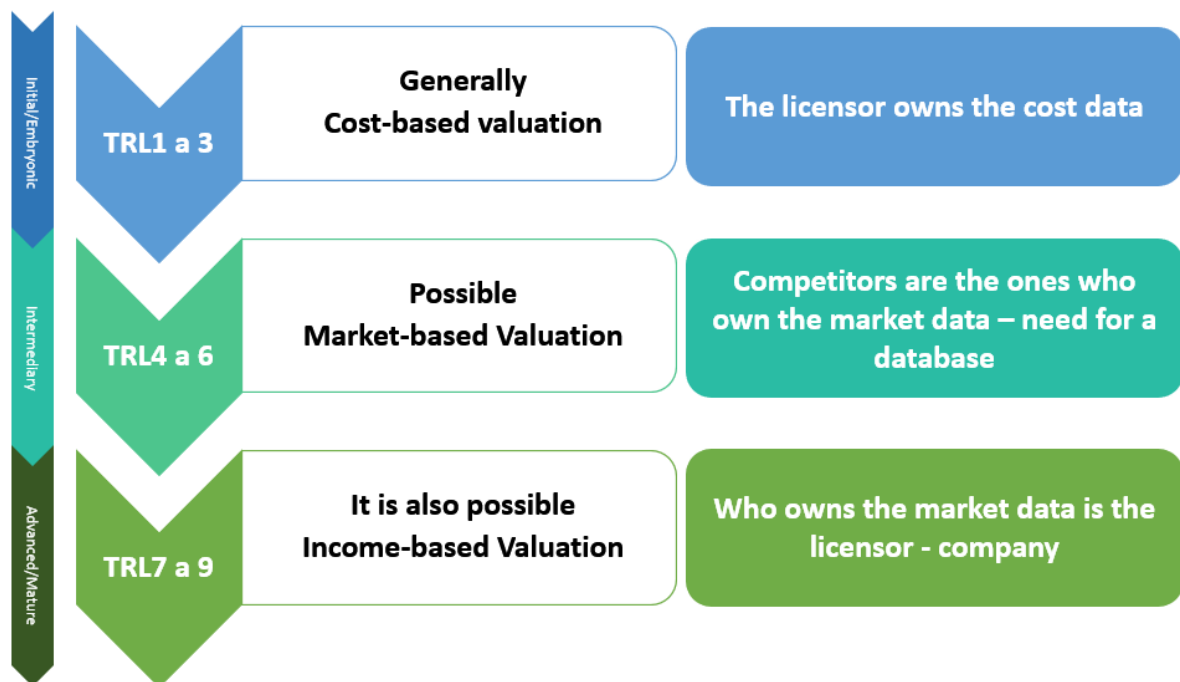 Initial/Embryonic
TRL1 a 3
Generally
Cost-based valuation
The licensor owns the cost data
Intermediary
TRL4 a 6
Possible
Market-based Valuation
Competitors are the ones who
own the market data – need for a
database
Advanced/Mature
TRL7 a 9
It is also possible
Income-based Valuation
Who owns the market data is the
licensor - company